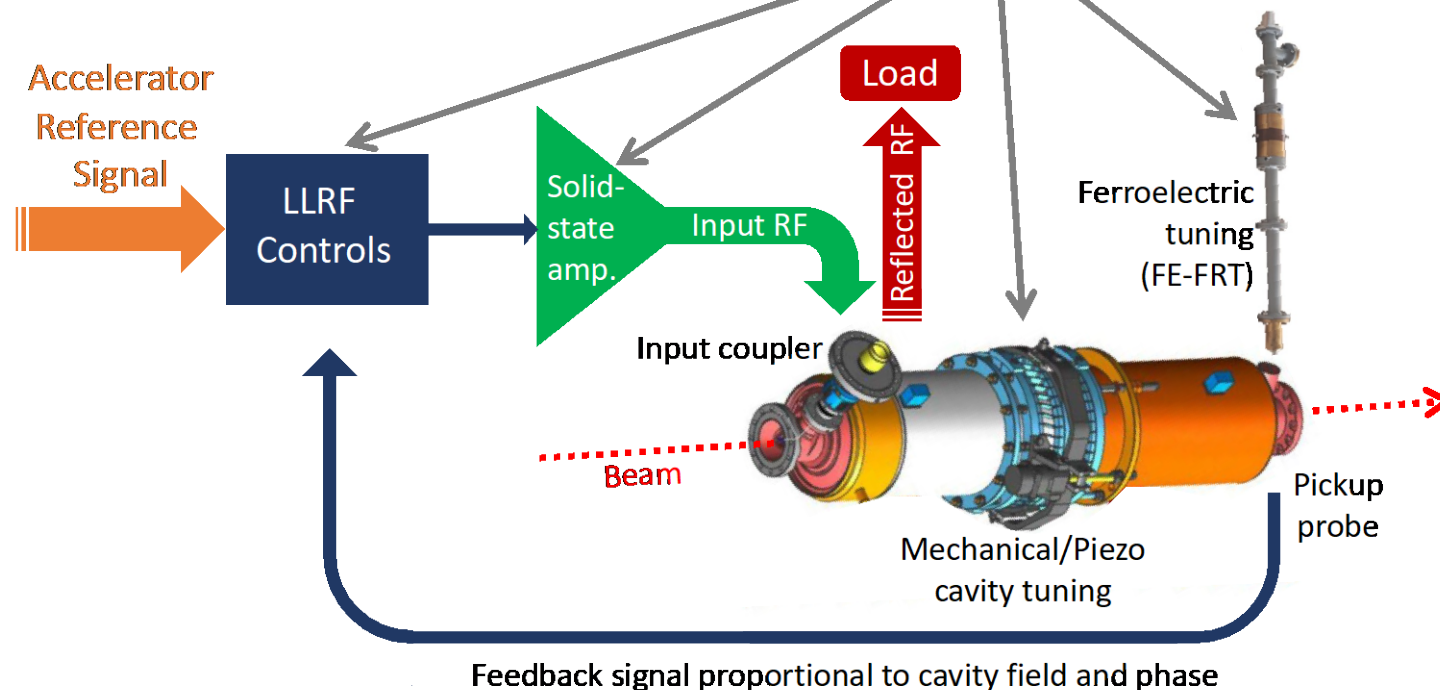 Accelerator
Reference
Signal
LLRF
Controls
Solid-
state
amp.
Input RF
Reflected RF
Load
Ferroelectric
tuning
(FE-FRT)
Input coupler
Beam
Pickup
probe
Mechanical/Piezo
cavity tuning
Feedback signal proportional to cavity field and phase